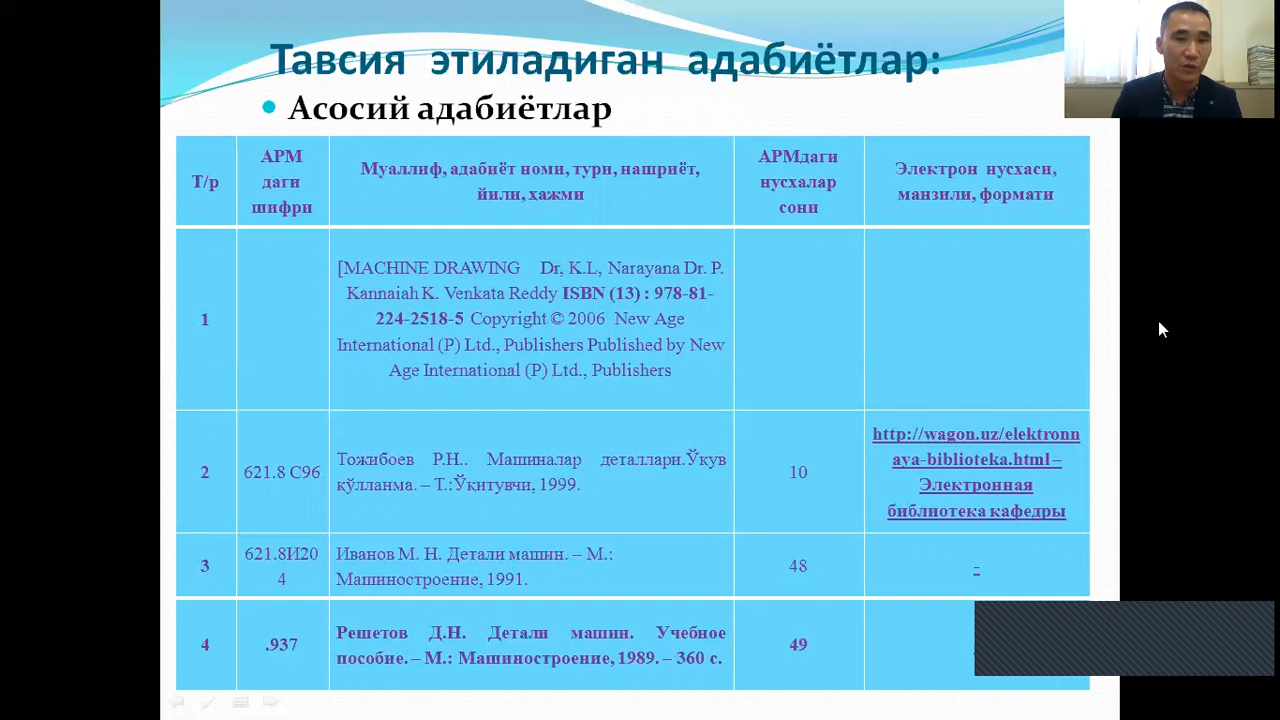 Тавсия этиладиган адабиётлар:
Асосий адабиётлар
Т/р
АРМ
даги
шифри
Муаллиф, адабиёт номи, тури, нашриёт,
йили, ҳажми
АРМдаги
нусхалар
сони
Электрон нусхаси,
манзили, формати
1
[MACHINE DRAWING Dr, K.L, Narayana Dr. P.
Kannaiah K. Venkata Reddy ISBN (13) : 978-81-
224-2518-5 Copyright © 2006 New Age
International (P) Ltd., Publishers Published by New
Age International (P) Ltd., Publishers
2
621.8 С96
Тожибоев Р.Н.. Машиналар деталлари.Ўқув
қўлланма. – Т.:Ўқитувчи, 1999.
10
http://wagon.uz/elektronn
aya-biblioteka.html –
Электронная
библиотека кафедры
3
621.8И20
4
Иванов М. Н. Детали машин. – М.:
Машиностроение, 1991.
48
-
4
.937
Решетов Д.Н. Детали машин. Учебное
пособие. – М.: Машиностроение, 1989. – 360 с.
49